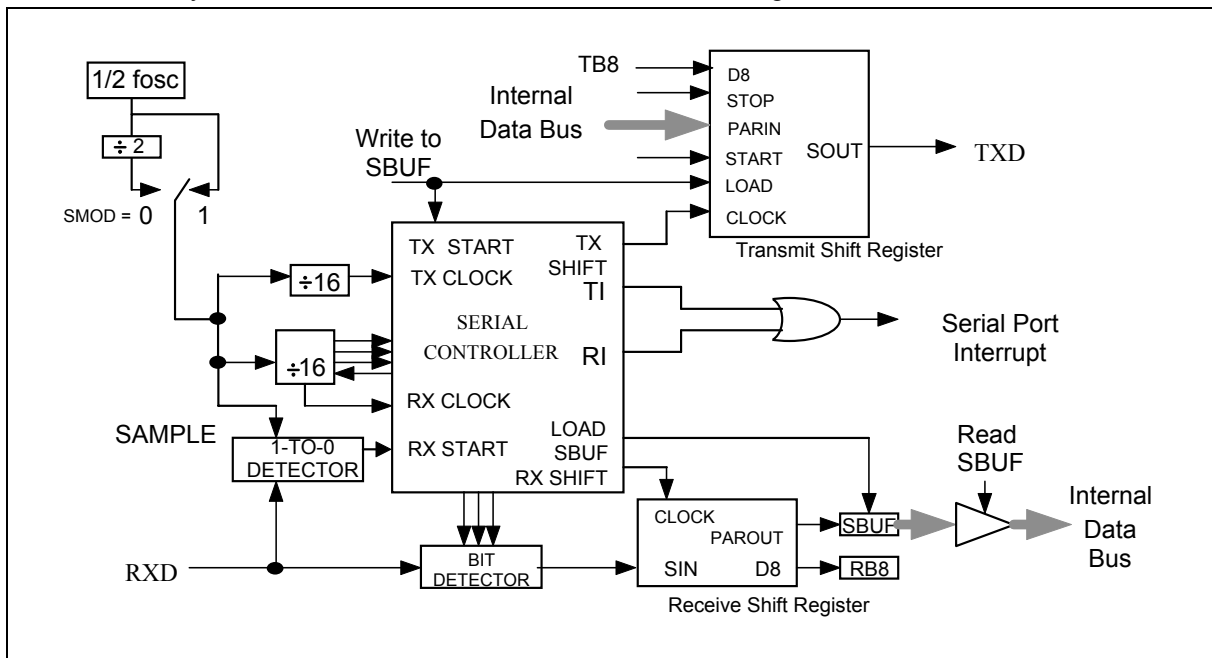 1/2 fosc
÷ 2
SMOD = 0 1
÷16
÷16
SAMPLE
1-TO-0
DETECTOR
RXD
Write to
SBUF
Internal
Data Bus
TB8
D8
STOP
PARIN
START
LOAD
CLOCK
SOUT
TXD
Transmit Shift Register
TX START
TX CLOCK
SERIAL
CONTROLLER
RX CLOCK
RX START
TX
SHIFT
TI
RI
LOAD
SBUF
RX SHIFT
Serial Port
Interrupt
BIT
DETECTOR
CLOCK
PAROUT
SIN D8
Receive Shift Register
SBUF
RB8
Read
SBUF
Internal
Data
Bus